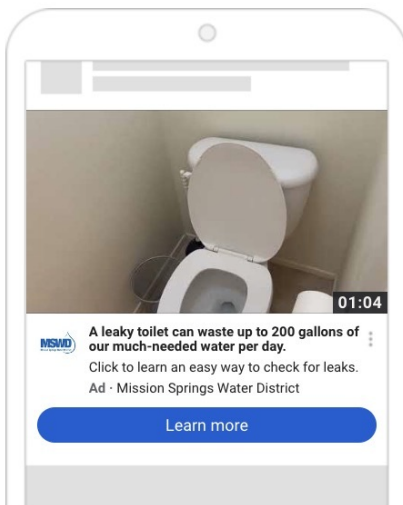 01:04
MSWD
A leaky toilet can waste up to 200 gallons of
our much-needed water per day.
Click to learn an easy way to check for leaks.
Ad · Mission Springs Water District
Learn more